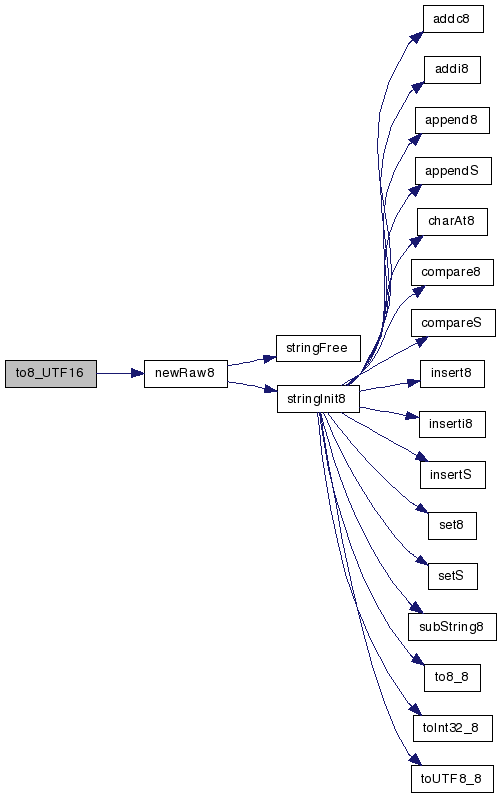 addc8
addi8
append8
appendS
charAt8
compare8
compareS
stringFree
to8_UTF16
newRaw8
insert8
stringInit8
inserti8
insertS
set8
setS
subString8
to8_8
toInt32_8
toUTF8_8